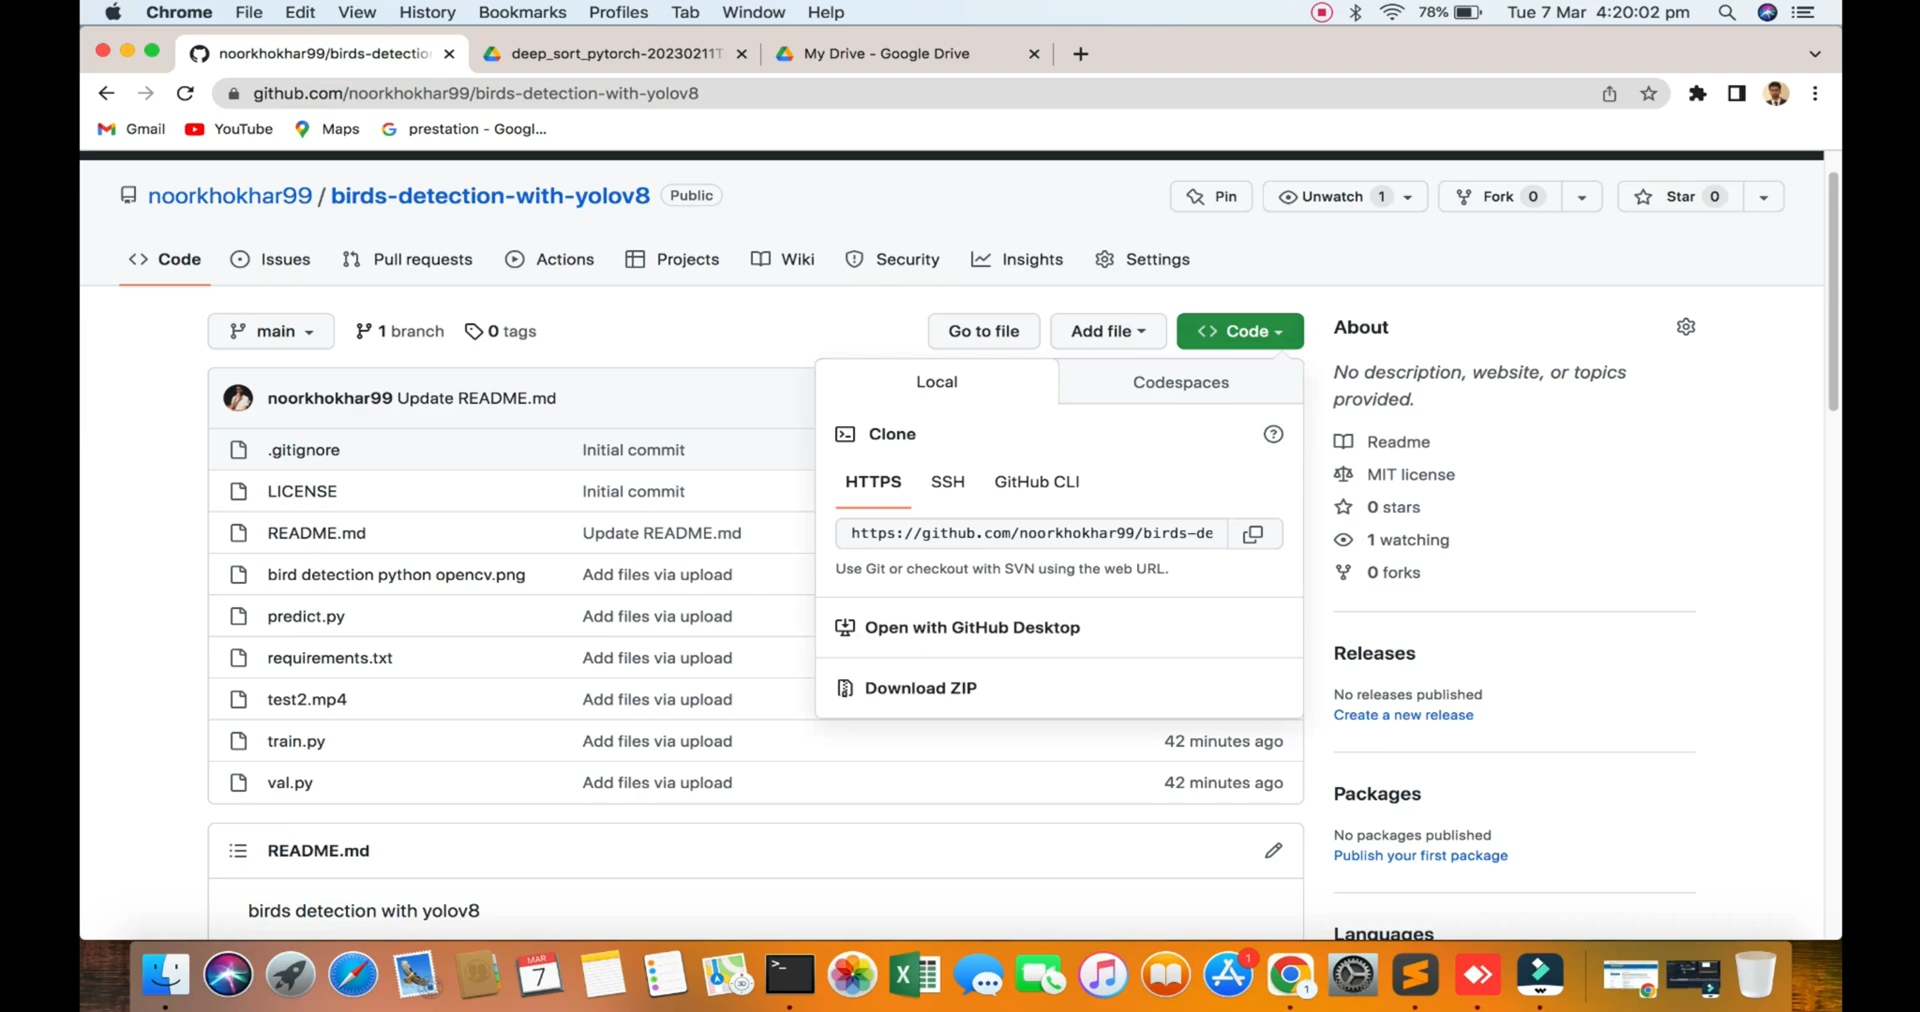 Chrome File Edit View History Bookmarks Profiles Tab Window Help 78% Tue 7 Mar 4:20:02 pm
noorkhokhar99/birds-detectio deep_sort_pytorch-20230211T My Drive - Google Drive
github.com/noorkhokhar99/birds-detection-with-yolov8
Gmail YouTube Maps prestation - Googl...
noorkhokhar99 / birds-detection-with-yolov8 Public Pin Unwatch 1 Fork 0 Star 0
Code Issues Pull requests Actions Projects Wiki Security Insights Settings
main 1 branch 0 tags Go to file Add file Code
noorkhokhar99 Update README.md
.gitignore Initial commit
LICENSE Initial commit
README.md Update README.md
bird detection python opencv.png Add files via upload
predict.py Add files via upload
requirements.txt Add files via upload
test2.mp4 Add files via upload
train.py Add files via upload 42 minutes ago
val.py Add files via upload 42 minutes ago
Local Codespaces
Clone
HTTPS SSH GitHub CLI
https://github.com/noorkhokhar99/birds-de
Use Git or checkout with SVN using the web URL.
Open with GitHub Desktop
Download ZIP
README.md
birds detection with yolov8
About
No description, website, or topics
provided.
Readme
MIT license
0 stars
1 watching
0 forks
Releases
No releases published
Create a new release
Packages
No packages published
Publish your first package
Languages
MAR
7
1
1